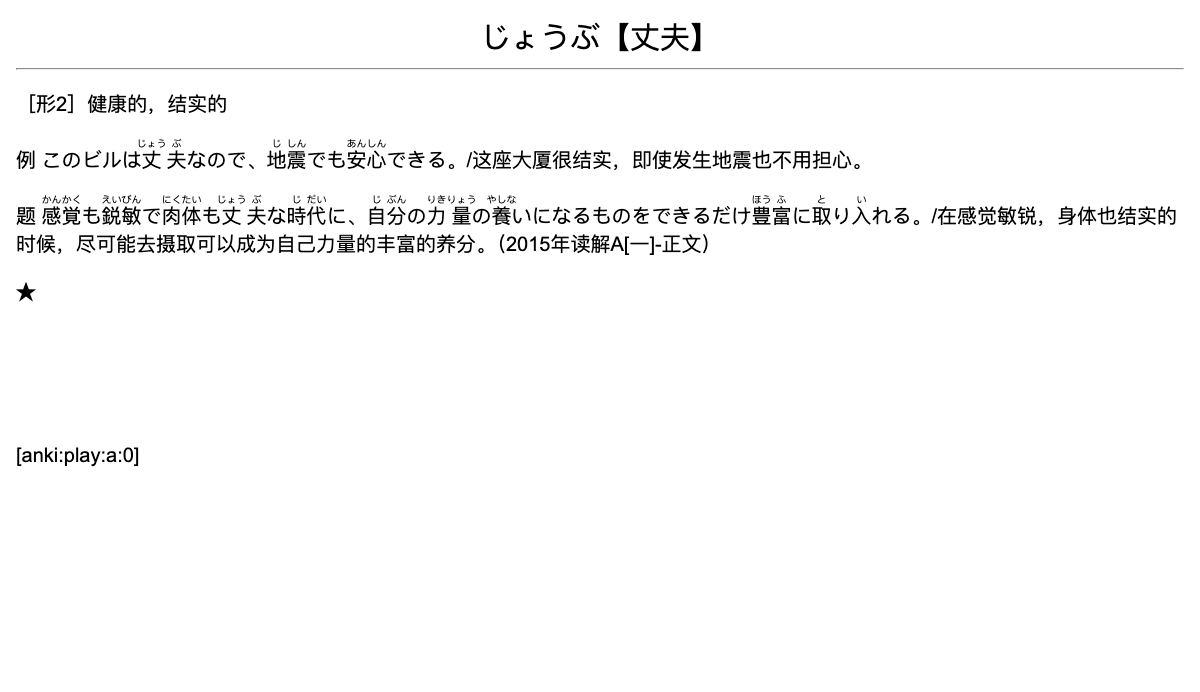 じょうぶ【丈夫】
［形2］健康的，结实的
じょう ぶ じ しん あんしん
例 このビルは丈夫なので、地震でも安心できる。/这座大厦很结实，即使发生地震也不用担心。
かんかく えいびん にくたい じょう ぶ じ だい じ ぶん りきりょう やしな ほう ふ と い
题 感覚も鋭敏で肉体も丈夫な時代に、自分の力量の養いになるものをできるだけ豊富に取り入れる。/在感觉敏锐，身体也结实的
时候，尽可能去摄取可以成为自己力量的丰富的养分。（2015年读解A[一]-正文）
★
[anki:play:a:0]